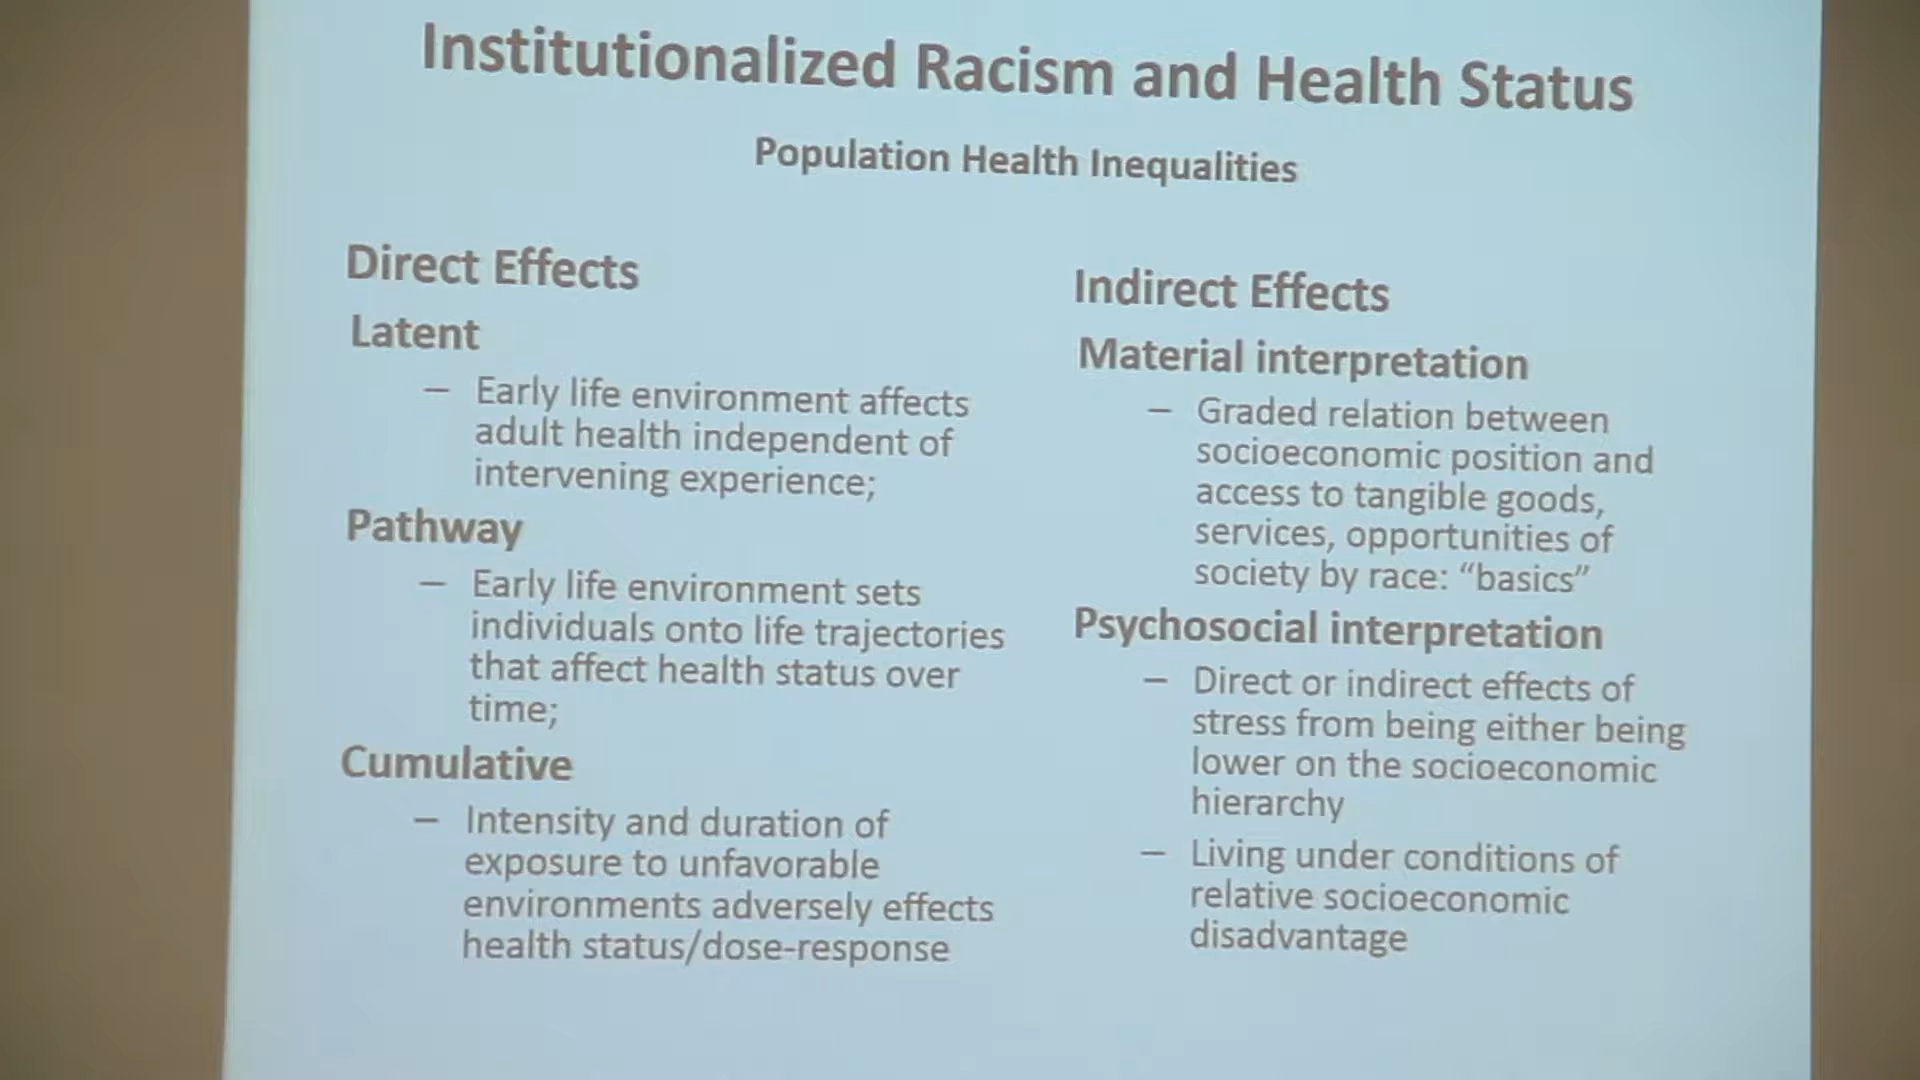 Institutionalized Racism and Health Status
Population Health Inequalities
Direct Effects
Latent
– Early life environment affects
adult health independent of
intervening experience;
Pathway
– Early life environment sets
individuals onto life trajectories
that affect health status over
time;
Cumulative
– Intensity and duration of
exposure to unfavorable
environments adversely effects
health status/dose-response
Indirect Effects
Material interpretation
– Graded relation between
socioeconomic position and
access to tangible goods,
services, opportunities of
society by race: “basics”
Psychosocial interpretation
– Direct or indirect effects of
stress from being either being
lower on the socioeconomic
hierarchy
– Living under conditions of
relative socioeconomic
disadvantage